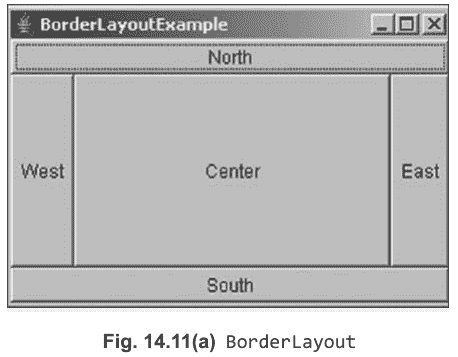 BorderLayoutExample
North
West Center East
South
Fig. 14.11(a) BorderLayout